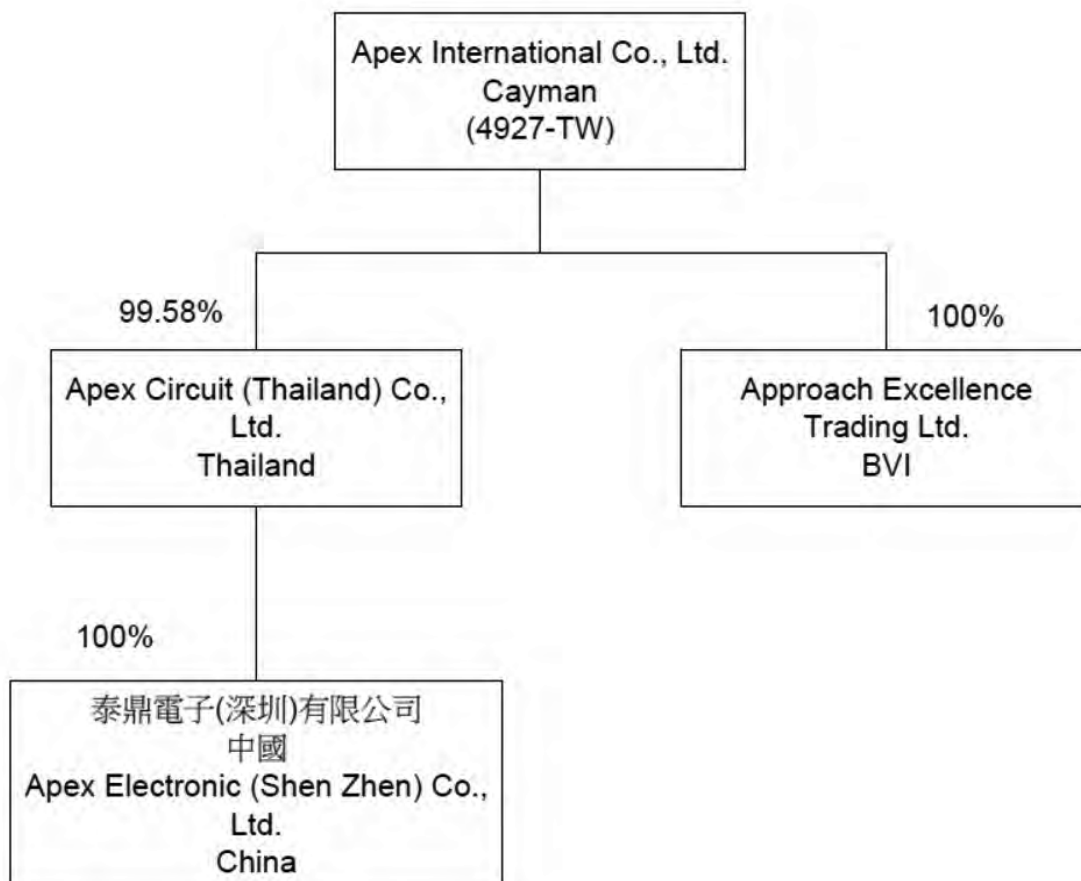 Apex International Co., Ltd.
Cayman
(4927-TW)
99.58%
100%
Apex Circuit (Thailand) Co.,
Ltd.
Thailand
Approach Excellence
Trading Ltd.
BVI
100%
泰鼎電子(深圳)有限公司
中國
Apex Electronic (Shen Zhen) Co.,
Ltd.
China